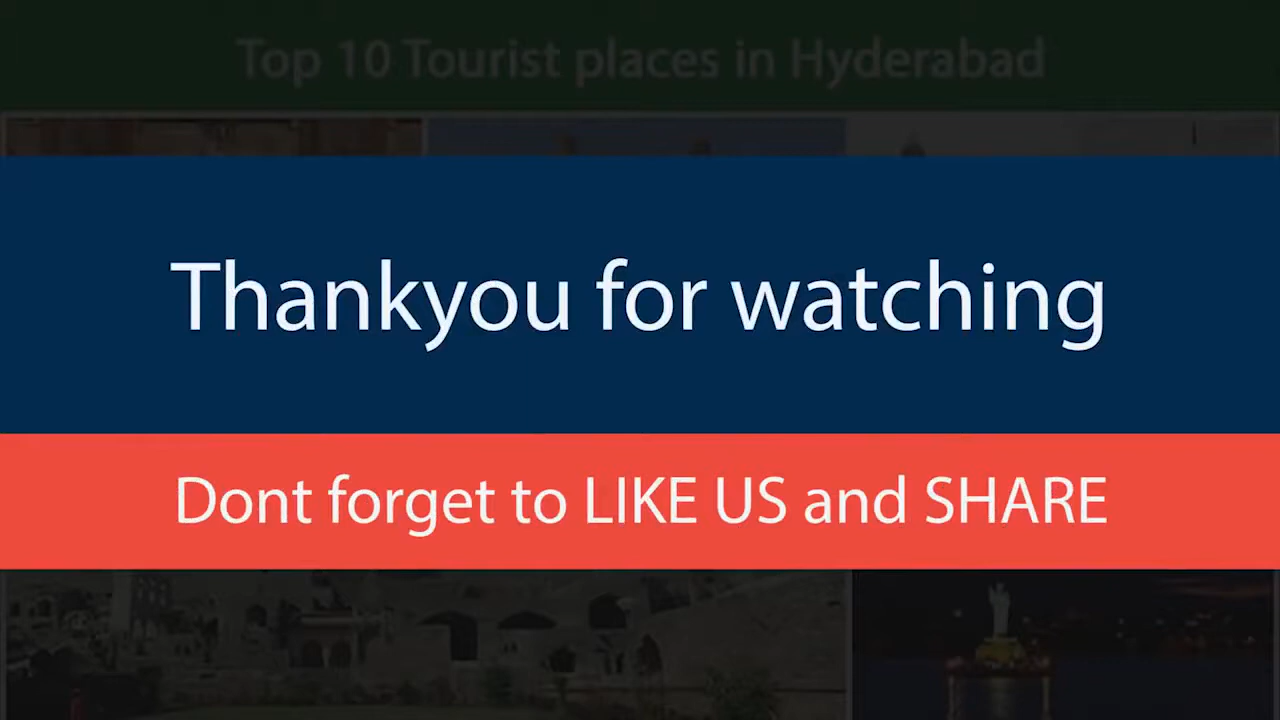 Top 10 Tourist places in Hyderabad
Thankyou for watching
Dont forget to LIKE US and SHARE